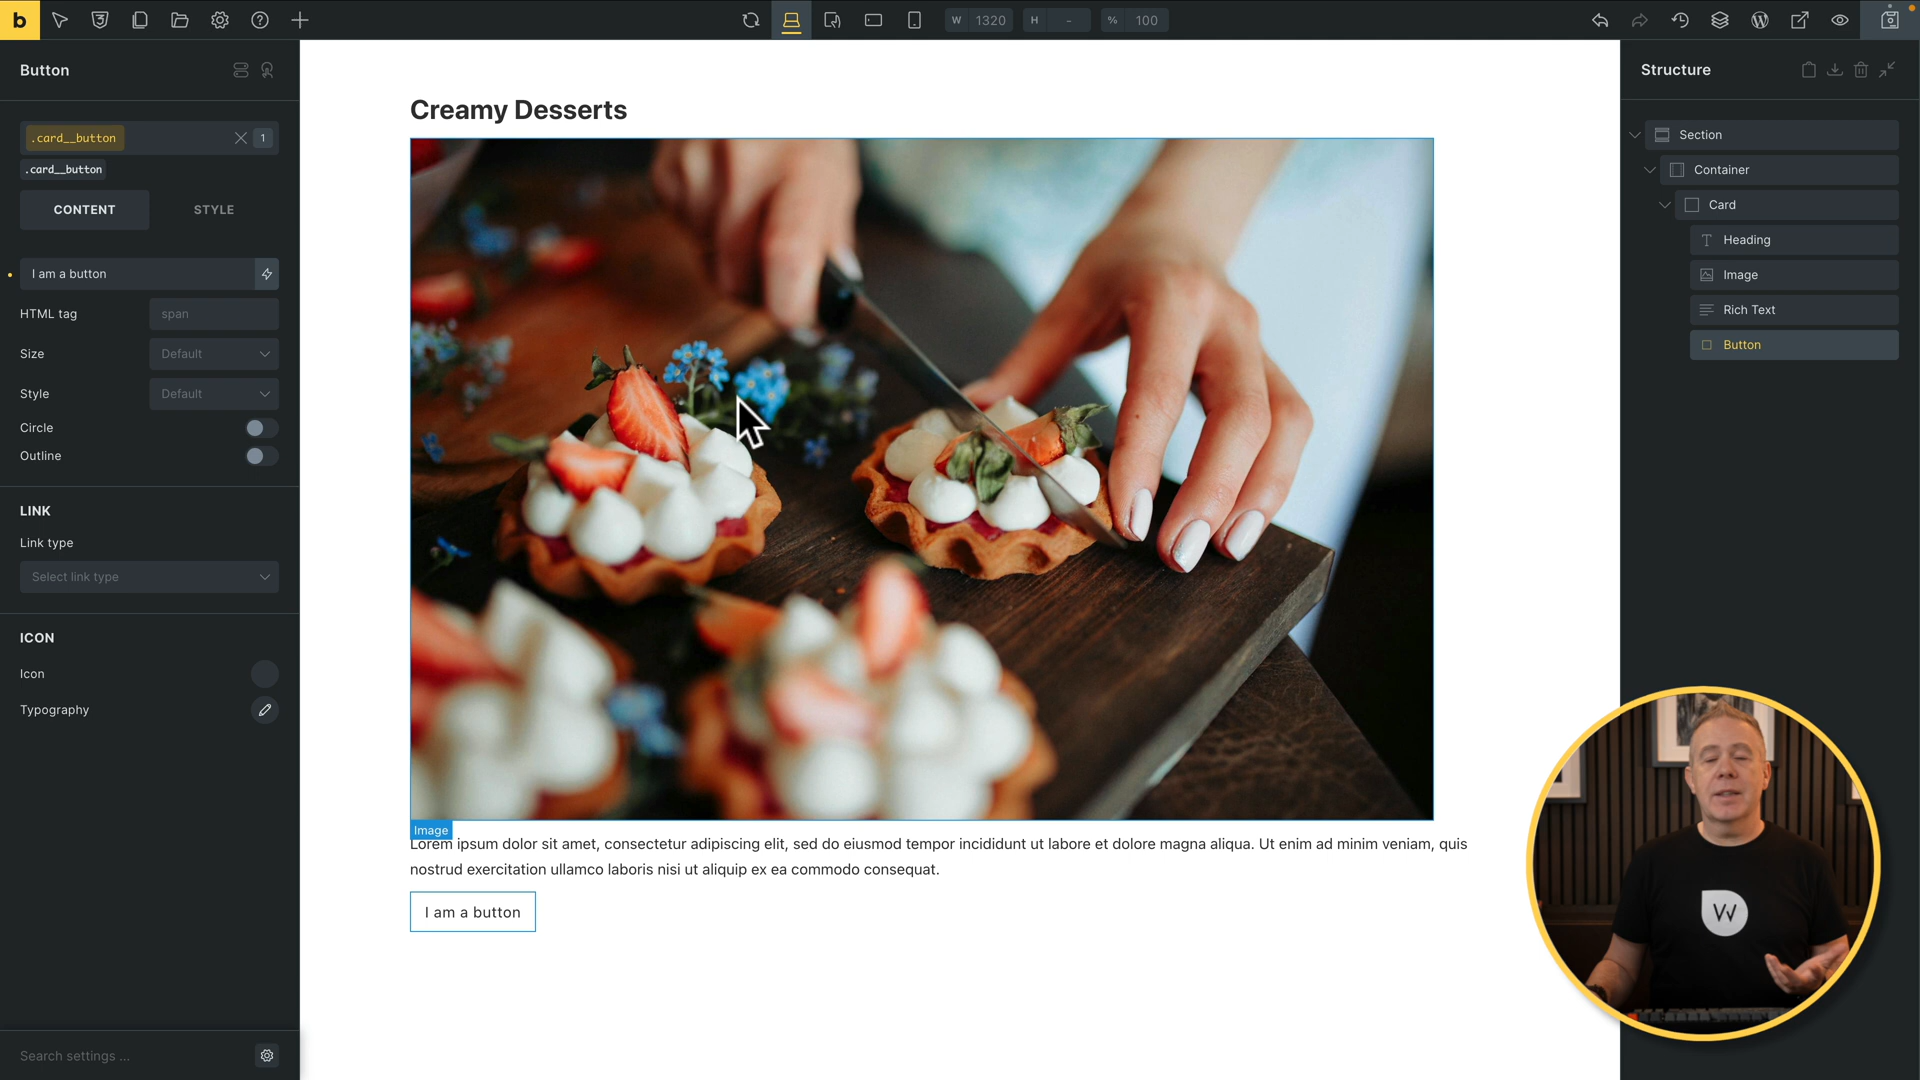 b
W 1320
H -
% 100
Button
.card__button
1
.card__button
CONTENT
STYLE
I am a button
HTML tag
span
Size
Default
Style
Default
Circle
Outline
LINK
Link type
Select link type
ICON
Icon
Typography
Search settings ...
Creamy Desserts
Image
Lorem ipsum dolor sit amet, consectetur adipiscing elit, sed do eiusmod tempor incididunt ut labore et dolore magna aliqua. Ut enim ad minim veniam, quis
nostrud exercitation ullamco laboris nisi ut aliquip ex ea commodo consequat.
I am a button
Structure
Section
Container
Card
Heading
Image
Rich Text
Button
W